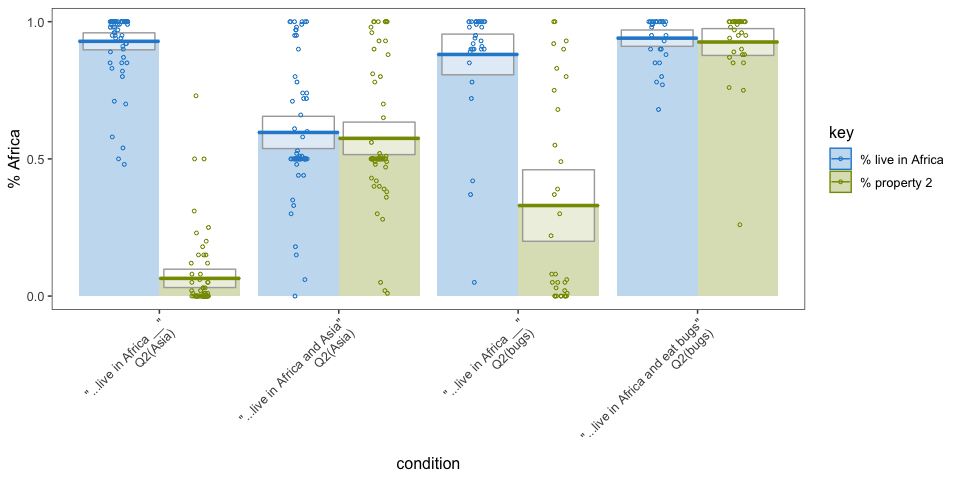 1.0
0.5
0.0
% Africa
" ...live in Africa __"
Q2(Asia)
" ...live in Africa and Asia"
Q2(Asia)
" ...live in Africa __"
Q2(bugs)
" ...live in Africa and eat bugs"
Q2(bugs)
condition
key
% live in Africa
% property 2